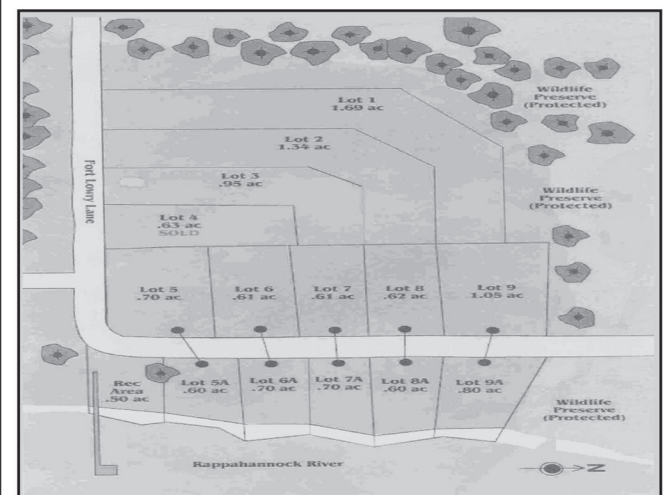 Lot 1
1.69 ac
Wildlife
Preserve
(Protected)
Lot 2
1.34 ac
Lot 3
.95 ac
Fort Lowry Lane
Wildlife
Preserve
(Protected)
Lot 4
.63 ac
SOLD
Lot 5
.70 ac
Lot 6
.61 ac
Lot 7
.61 ac
Lot 8
.62 ac
Lot 9
1.05 ac
Rec
Area
.50 ac
Lot 5A
.60 ac
Lot 6A
.70 ac
Lot 7A
.70 ac
Lot 8A
.60 ac
Lot 9A
.80 ac
Wildlife
Preserve
(Protected)
Rappahannock River
N